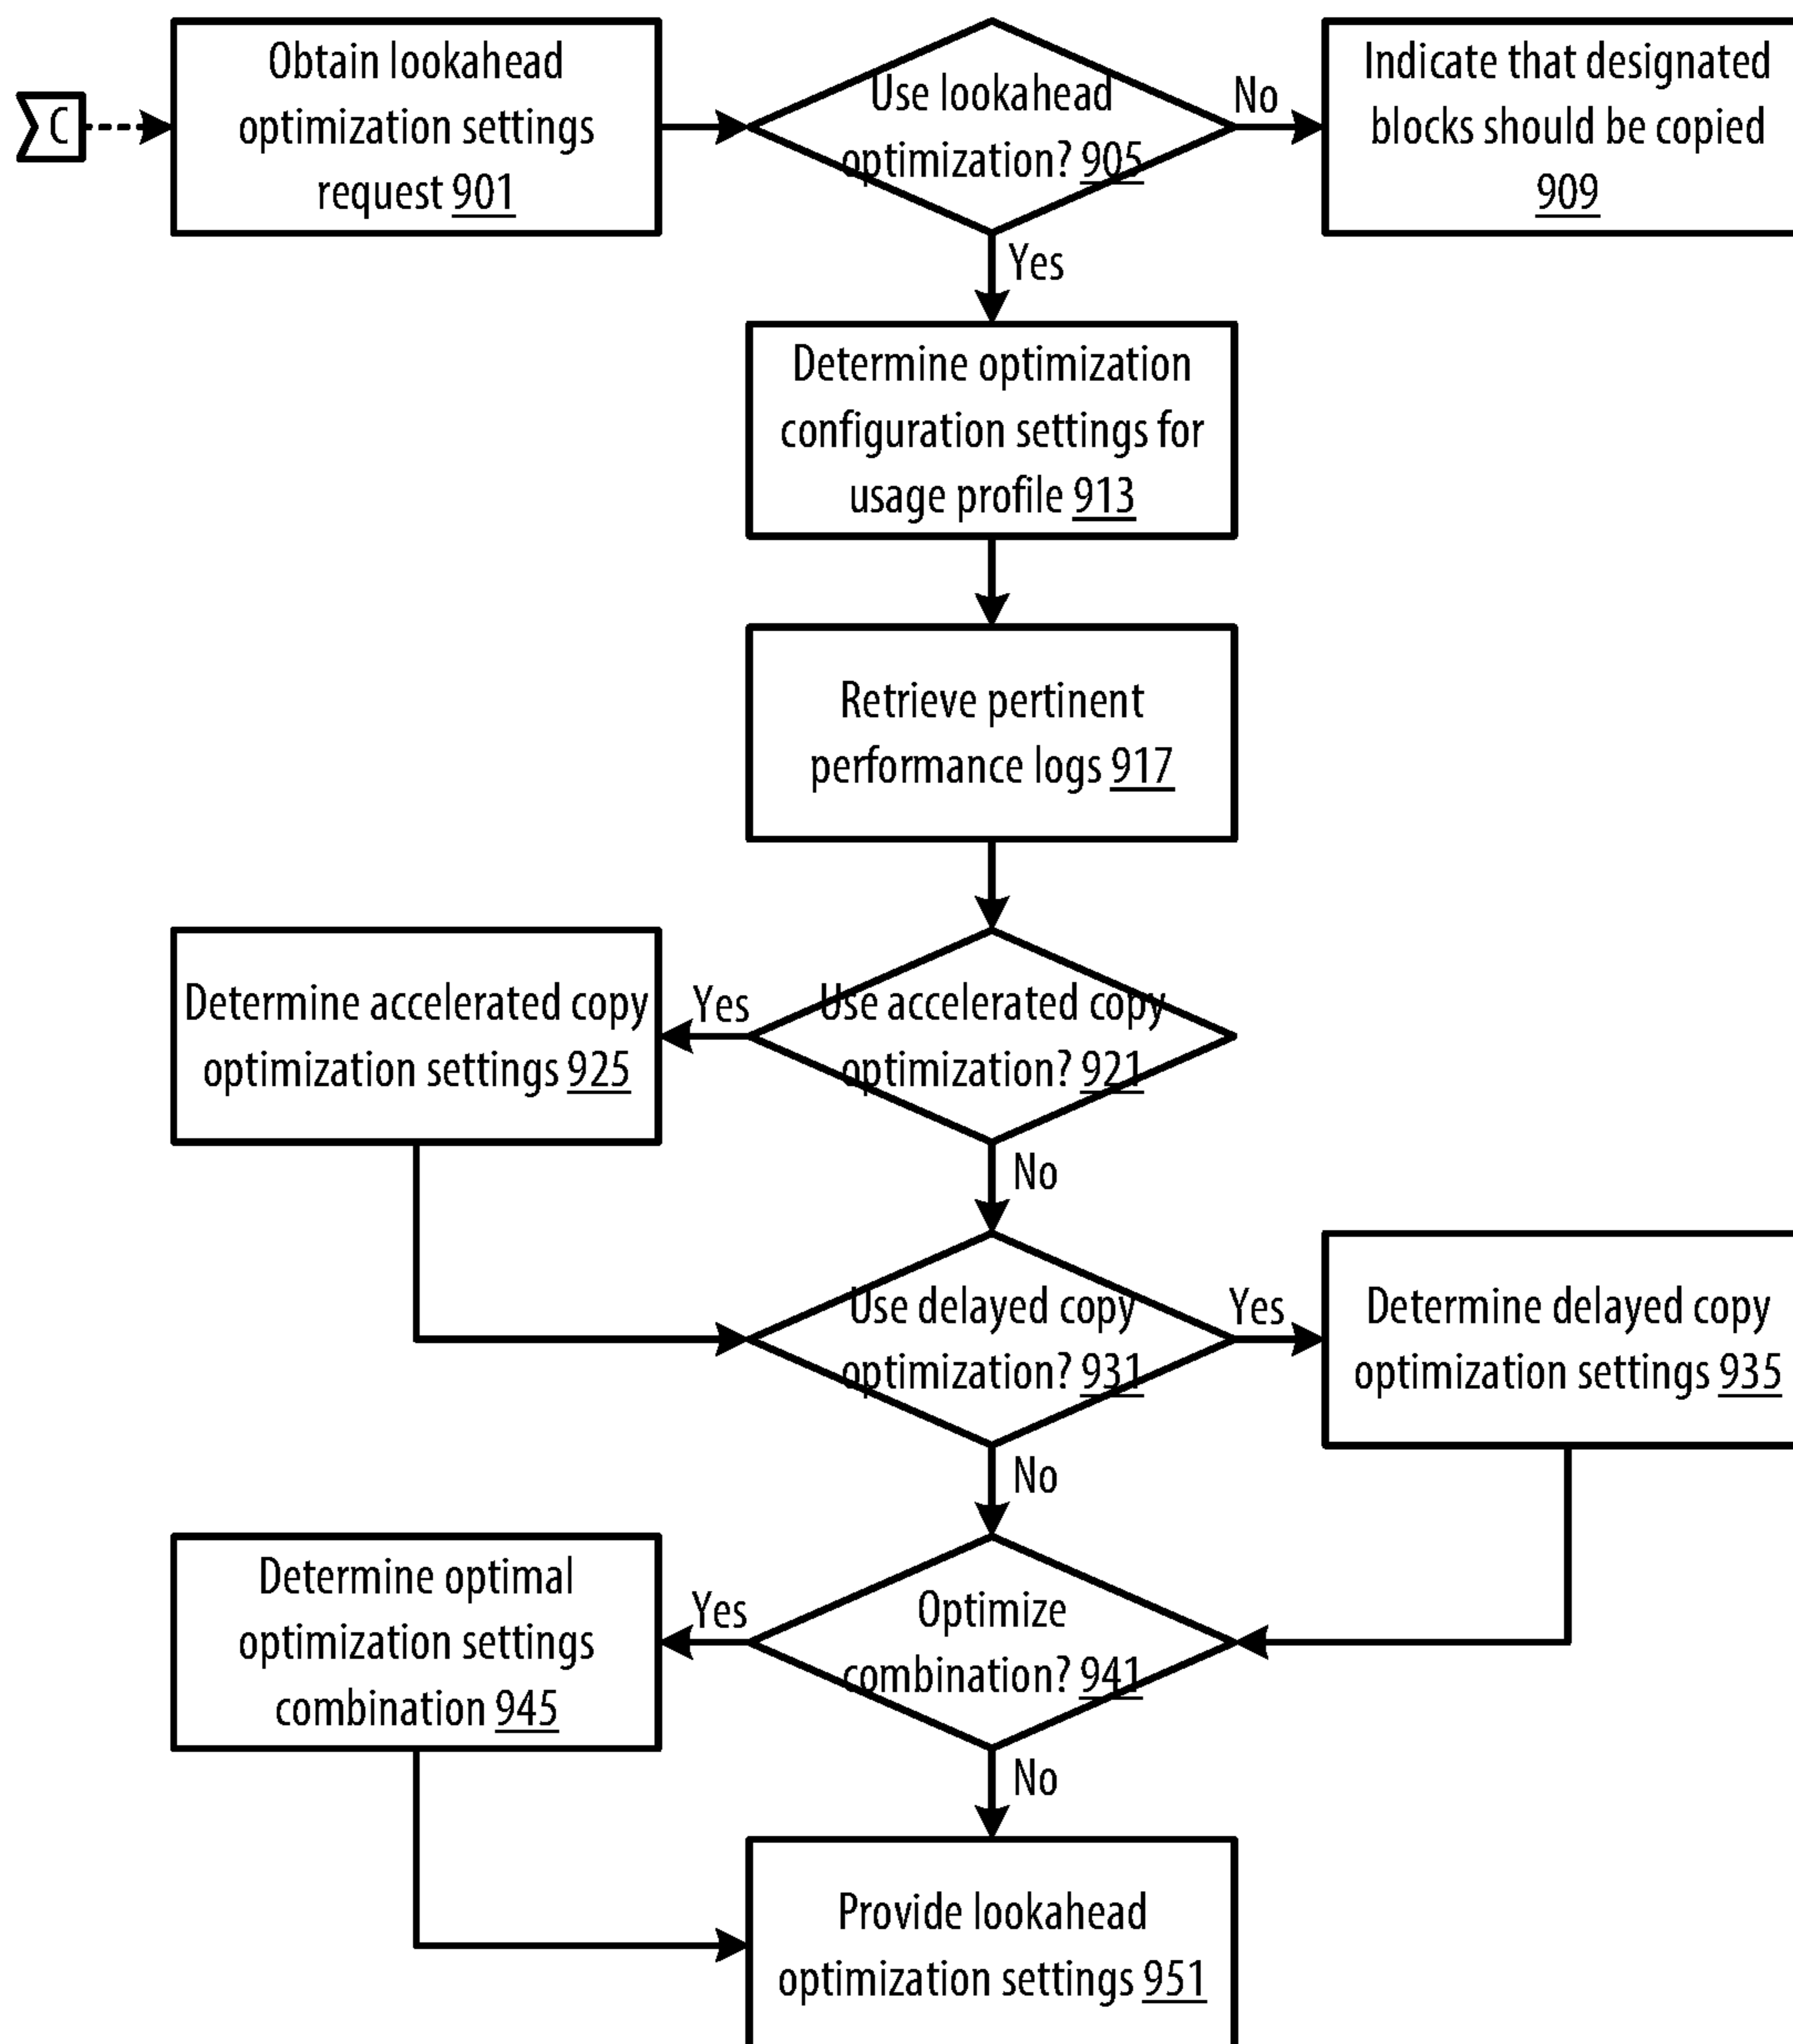 C
Obtain lookahead
optimization settings
request 901
Use lookahead
optimization? 905
No
Indicate that designated
blocks should be copied
909
Yes
Determine optimization
configuration settings for
usage profile 913
Retrieve pertinent
performance logs 917
Determine accelerated copy
optimization settings 925
Yes
Use accelerated copy
optimization? 921
No
Use delayed copy
optimization? 931
Yes
Determine delayed copy
optimization settings 935
No
Determine optimal
optimization settings
combination 945
Yes
Optimize
combination? 941
No
Provide lookahead
optimization settings 951